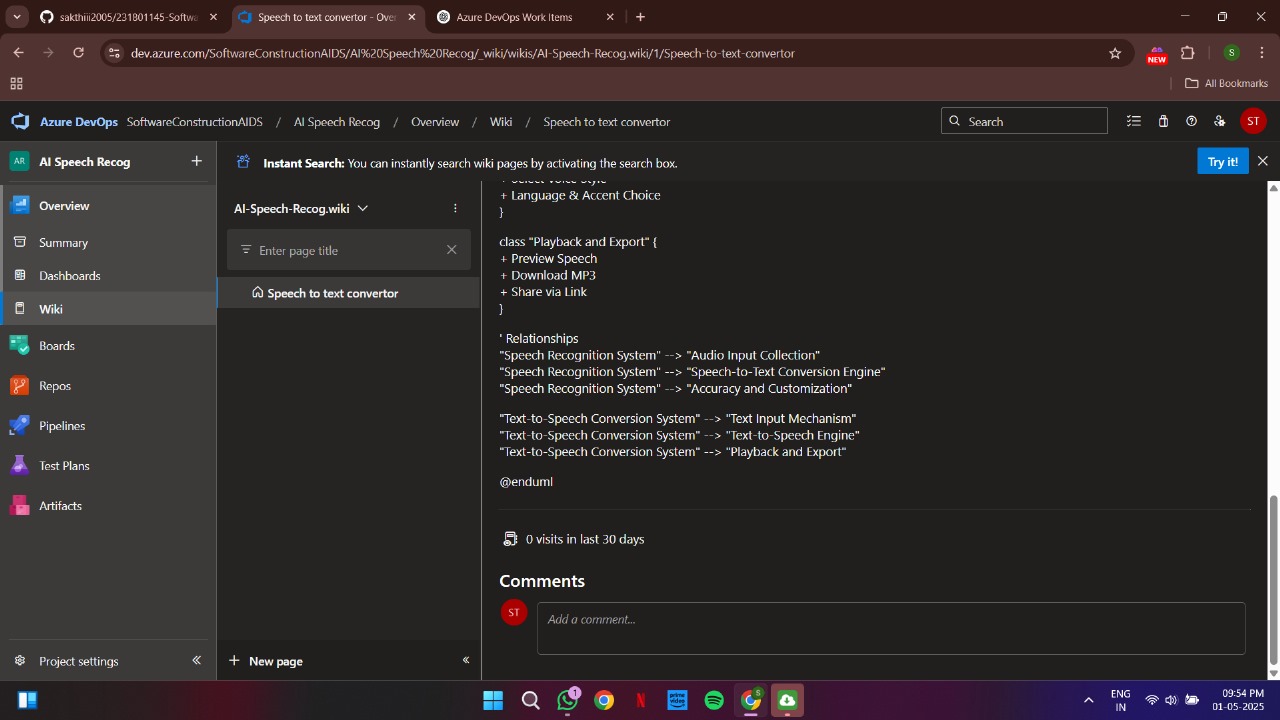 sakthiii2005/231801145-Softwa
Speech to text convertor - Over
Azure DevOps Work Items
dev.azure.com/SoftwareConstructionAIDS/AI%20Speech%20Recog/_wiki/wikis/AI-Speech-Recog.wiki/1/Speech-to-text-convertor
NEW
S
All Bookmarks
Azure DevOps SoftwareConstructionAIDS / AI Speech Recog / Overview / Wiki / Speech to text convertor
Search
ST
AR AI Speech Recog
Instant Search: You can instantly search wiki pages by activating the search box.
Try it!
Overview
Summary
Dashboards
Wiki
Boards
Repos
Pipelines
Test Plans
Artifacts
Project settings
AI-Speech-Recog.wiki
Enter page title
Speech to text convertor
New page
+ Select Voice Style
+ Language & Accent Choice
}
class "Playback and Export" {
+ Preview Speech
+ Download MP3
+ Share via Link
}
' Relationships
"Speech Recognition System" --> "Audio Input Collection"
"Speech Recognition System" --> "Speech-to-Text Conversion Engine"
"Speech Recognition System" --> "Accuracy and Customization"
"Text-to-Speech Conversion System" --> "Text Input Mechanism"
"Text-to-Speech Conversion System" --> "Text-to-Speech Engine"
"Text-to-Speech Conversion System" --> "Playback and Export"
@enduml
0 visits in last 30 days
Comments
ST
Add a comment...
1
N
prime video
S
ENG
IN
09:54 PM
01-05-2025